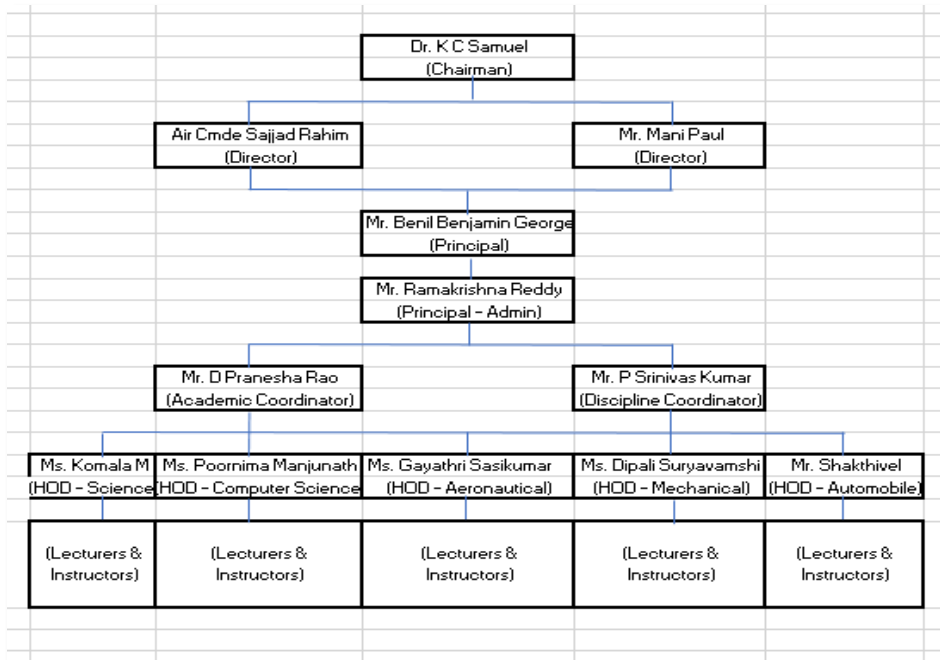 Dr. K C Samuel
(Chairman)
Air Cmde Sajjad Rahim
(Director)
Mr. Mani Paul
(Director)
Mr. Benil Benjamin George
(Principal)
Mr. Ramakrishna Reddy
(Principal - Admin)
Mr. D Pranesha Rao
(Academic Coordinator)
Mr. P Srinivas Kumar
(Discipline Coordinator)
Ms. Komala M
(HOD - Science
Ms. Poornima Manjunath
(HOD - Computer Science
Ms. Gayathri Sasikumar
(HOD - Aeronautical)
Ms. Dipali Suryavamshi
(HOD - Mechanical)
Mr. Shakthivel
(HOD - Automobile)
(Lecturers &
Instructors)
(Lecturers &
Instructors)
(Lecturers &
Instructors)
(Lecturers &
Instructors)
(Lecturers &
Instructors)